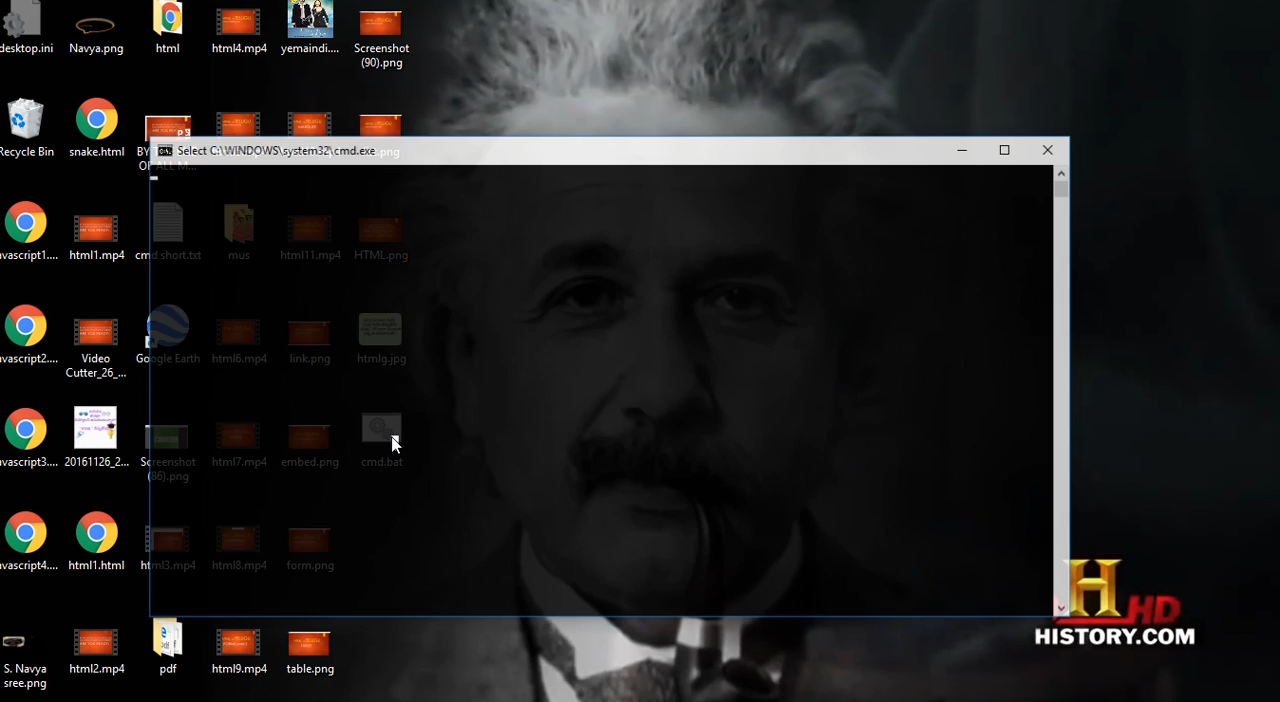 desktop.ini
Navya.png
html
html4.mp4
yemaindi....
Screenshot
(90).png
Recycle Bin
snake.html
Select C:\WINDOWS\system32\cmd.exe
vascript1....
html1.mp4
cmd short.txt
mus
html11.mp4
HTML.png
vascript2....
Video
Cutter_26_...
Google Earth
html6.mp4
link.png
htmlg.jpg
vascript3....
20161126_2...
Screenshot
(86).png
html7.mp4
embed.png
cmd.bat
vascript4....
html1.html
html3.mp4
html8.mp4
form.png
H HD
HISTORY.COM
S. Navya
sree.png
html2.mp4
pdf
html9.mp4
table.png